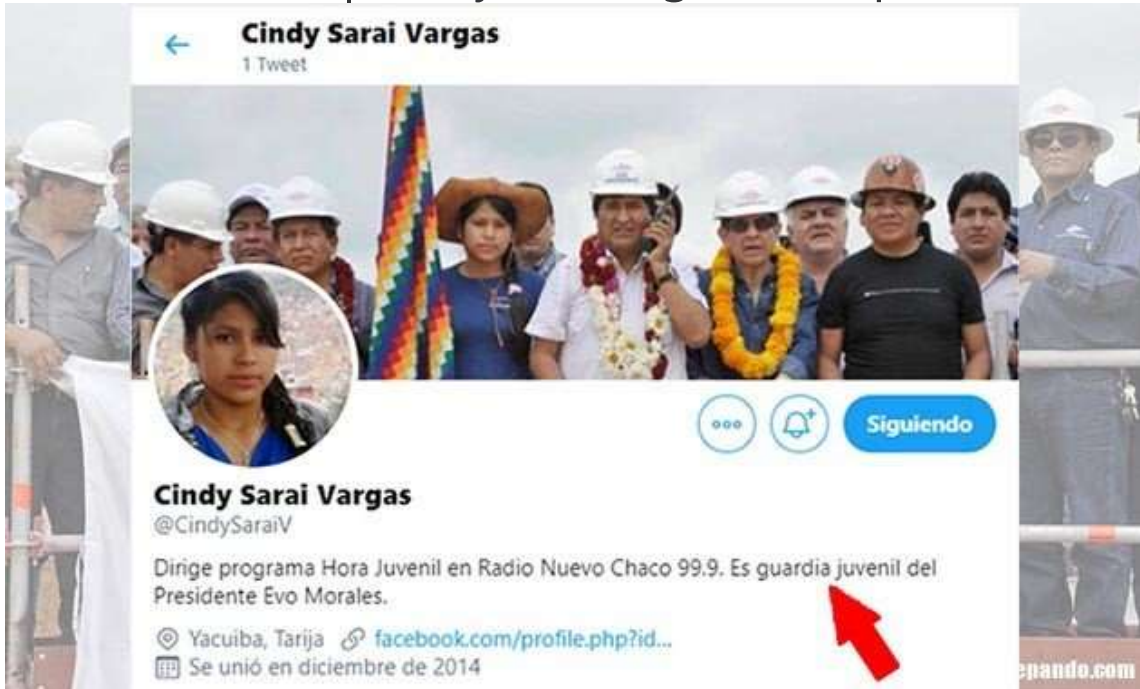 Cindy Sarai Vargas
1 Tweet
Siguiendo
Cindy Sarai Vargas
@CindySaraiV
Dirige programa Hora Juvenil en Radio Nuevo Chaco 99.9. Es guardia juvenil del
Presidente Evo Morales.
Yacuiba, Tarija facebook.com/profile.php?id...
Se unió en diciembre de 2014
epando.com